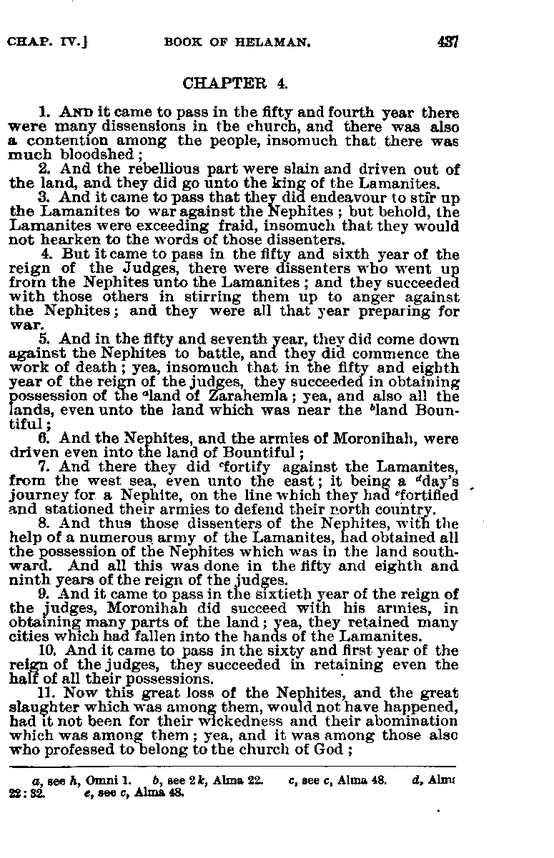 CHAP. IV.] BOOK OF HELAMAN. 437
CHAPTER 4.
1. AND it came to pass in the fifty and fourth year there
were many dissensions in the church, and there was also
a contention among the people, insomuch that there was
much bloodshed;
2. And the rebellious part were slain and driven out of
the land, and they did go unto the king of the Lamanites.
3. And it came to pass that they did endeavour to stir up
the Lamanites to war against the Nephites; but behold, the
Lamanites were exceeding fraid, insomuch that they would
not hearken to the words of those dissenters.
4. But it came to pass in the fifty and sixth year of the
reign of the Judges, there were dissenters who went up
from the Nephites unto the Lamanites; and they succeeded
with those others in stirring them up to anger against
the Nephites; and they were all that year preparing for
war.
5. And in the fifty and seventh year, they did come down
against the Nephites to battle, and they did commence the
work of death; yea, insomuch that in the fifty and eighth
year of the reign of the judges, they succeeded in obtaining
possession of the ᵃland of Zarahemla; yea, and also all the
lands, even unto the land which was near the ᵇland Boun-
tiful;
6. And the Nephites, and the armies of Moronihah, were
driven even into the land of Bountiful;
7. And there they did ᶜfortify against the Lamanites,
from the west sea, even unto the east; it being a ᵈday's
journey for a Nephite, on the line which they had ᵉfortified
and stationed their armies to defend their north country.
8. And thus those dissenters of the Nephites, with the
help of a numerous army of the Lamanites, had obtained all
the possession of the Nephites which was in the land south-
ward. And all this was done in the fifty and eighth and
ninth years of the reign of the judges.
9. And it came to pass in the sixtieth year of the reign of
the judges, Moronihah did succeed with his armies, in
obtaining many parts of the land; yea, they retained many
cities which had fallen into the hands of the Lamanites.
10. And it came to pass in the sixty and first year of the
reign of the judges, they succeeded in retaining even the
half of all their possessions.
11. Now this great loss of the Nephites, and the great
slaughter which was among them, would not have happened,
had it not been for their wickedness and their abomination
which was among them; yea, and it was among those also
who professed to belong to the church of God;
a, see h, Omni 1. b, see 2k, Alma 22. c, see c, Alma 48. d, Alma
22:32. e, see c, Alma 48.